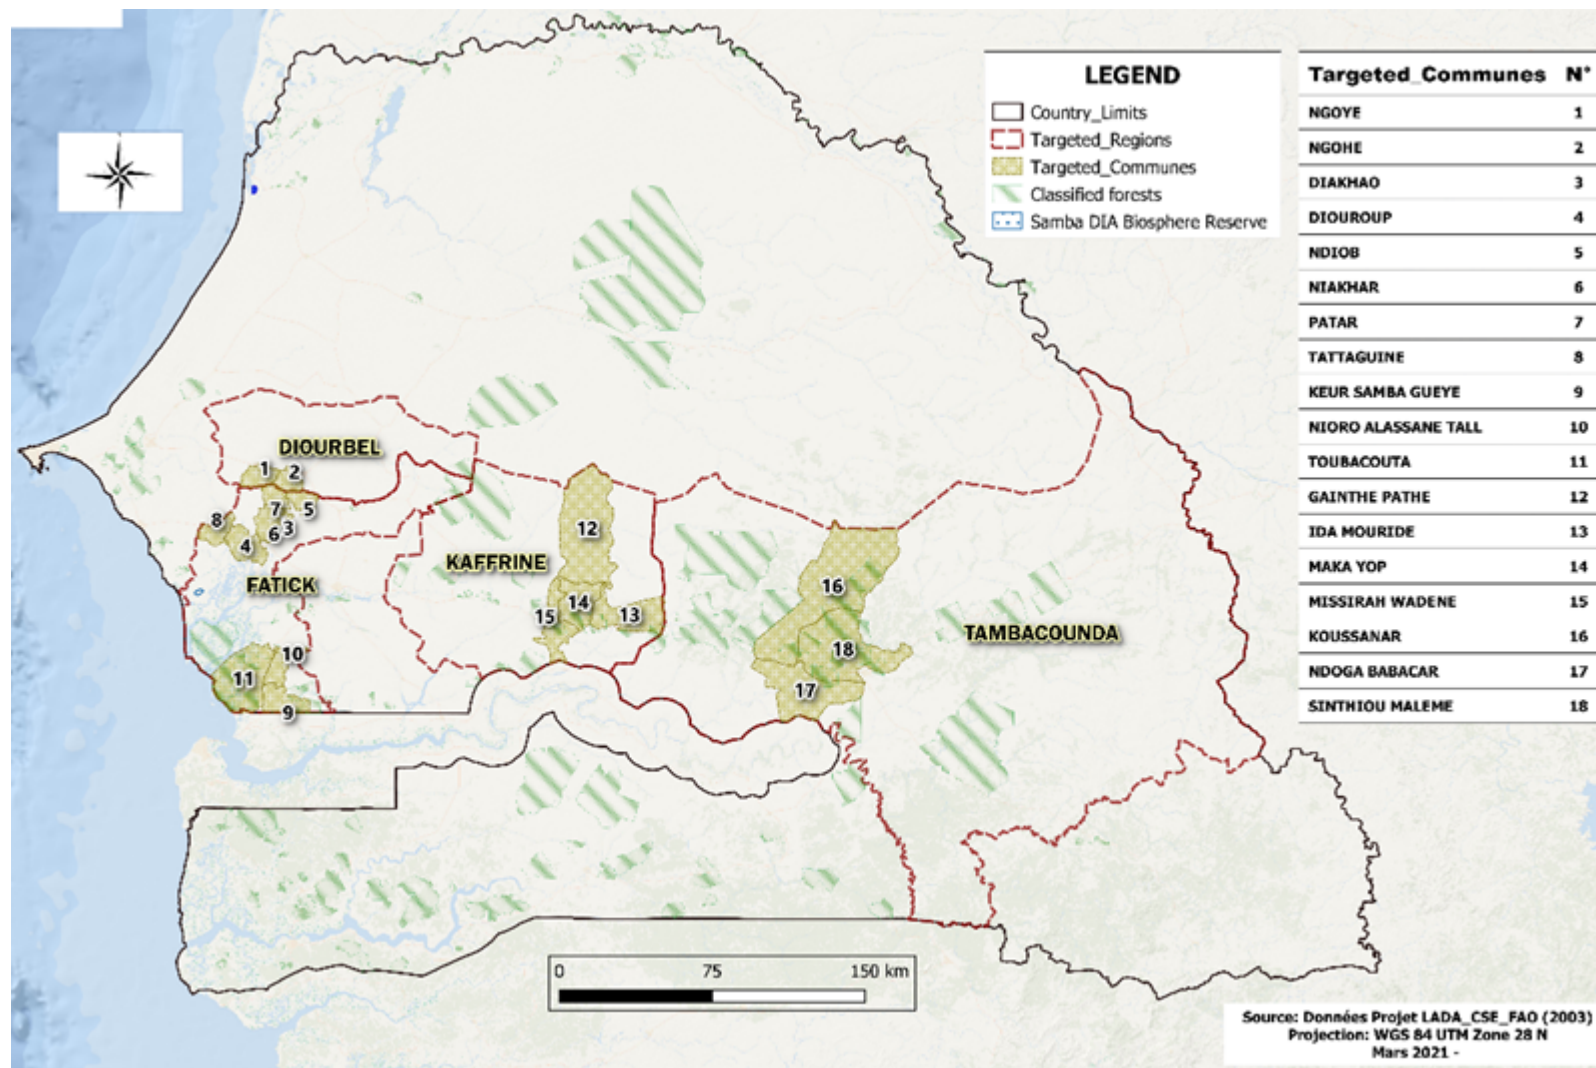 LEGEND
Country_Limits
Targeted_Regions
Targeted_Communes
Classified forests
Samba DIA Biosphere Reserve
Targeted_Communes N°
NGOYE 1
NGOHE 2
DIAKHAO 3
DIOUROUP 4
NDIOB 5
NIAKHAR 6
PATAR 7
TATTAGUINE 8
KEUR SAMBA GUEYE 9
NIORO ALASSANE TALL 10
TOUBACOUTA 11
GAINTHE PATHE 12
IDA MOURIDE 13
MAKA YOP 14
MISSIRAH WADENE 15
KOUSSANAR 16
NDOGA BABACAR 17
SINTHIOU MALEME 18
DIOURBEL
1 2
7 5
8 3
6
4
12
KAFFRINE
FATICK
16
14
15 13
TAMBACOUNDA
18
10
11 17
9
0 75 150 km
Source: Données Projet LADA_CSE_FAO (2003)
Projection: WGS 84 UTM Zone 28 N
Mars 2021 -